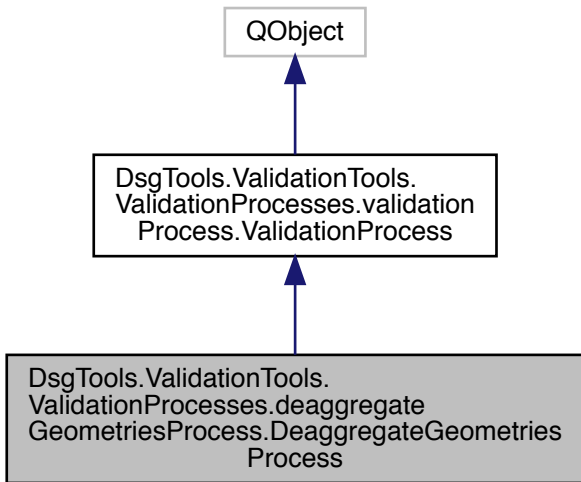 QObject
DsgTools.ValidationTools.
ValidationProcesses.validation
Process.ValidationProcess
DsgTools.ValidationTools.
ValidationProcesses.deaggregate
GeometriesProcess.DeaggregateGeometries
Process